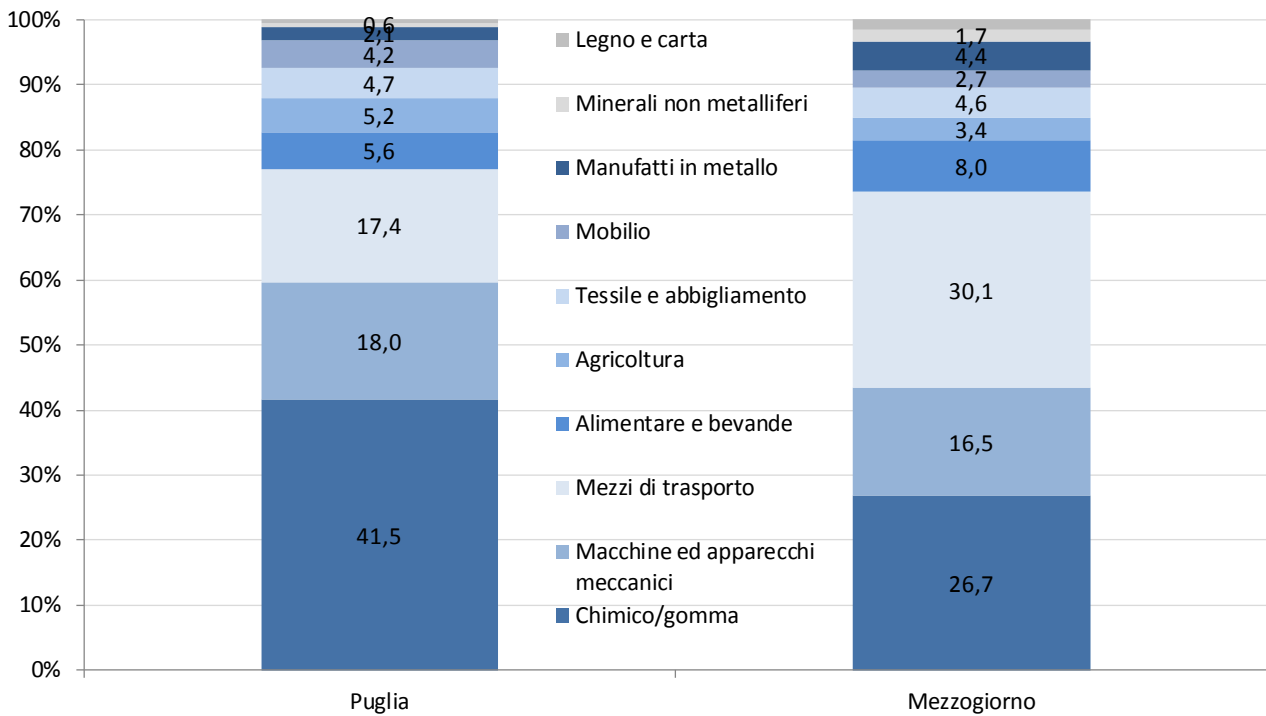 100%
90%
80%
70%
60%
50%
40%
30%
20%
10%
0%
0,6
2,1
4,2
4,7
5,2
5,6
17,4
18,0
41,5
Legno e carta
Minerali non metalliferi
Manufatti in metallo
Mobilio
Tessile e abbigliamento
Agricoltura
Alimentare e bevande
Mezzi di trasporto
Macchine ed apparecchi
meccanici
Chimico/gomma
1,7
4,4
2,7
4,6
3,4
8,0
30,1
16,5
26,7
Puglia
Mezzogiorno